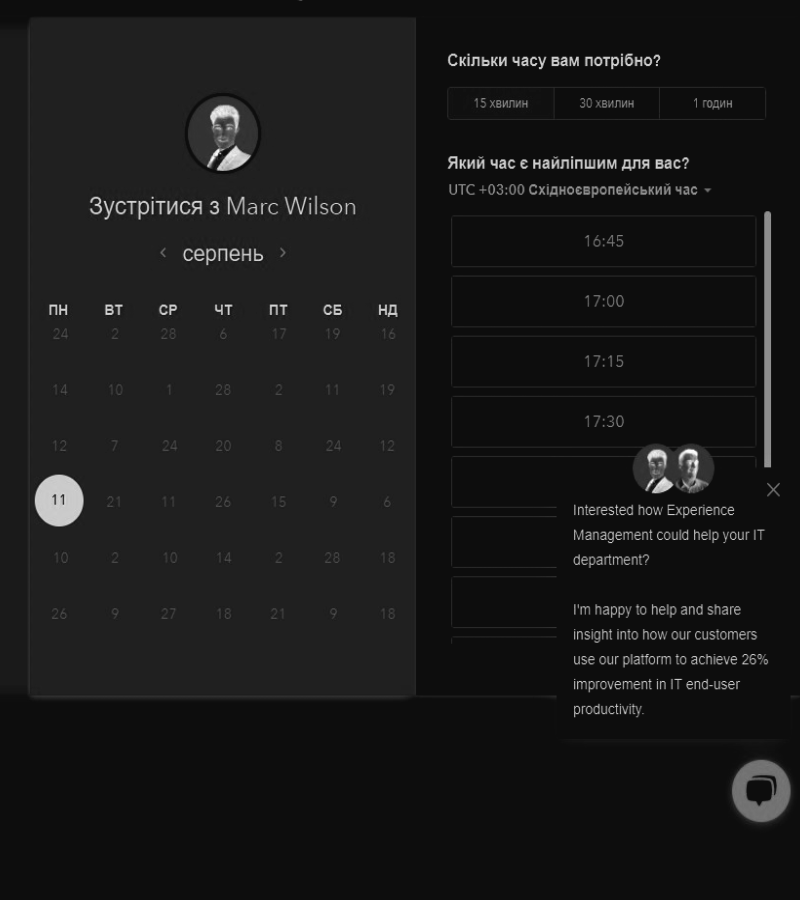 Зустрітися з Marc Wilson
серпень
ПН ВТ СР ЧТ ПТ СБ НД
24 2 28 6 17 19 16
14 10 1 28 2 11 19
12 7 24 20 8 24 12
11 21 11 26 15 9 6
10 2 10 14 2 28 18
26 9 27 18 21 9 18
Скільки часу вам потрібно?
15 хвилин 30 хвилин 1 годин
Який час є найліпшим для вас?
UTC +03:00 Східноєвропейський час
16:45
17:00
17:15
17:30
Interested how Experience
Management could help your IT
department?
I'm happy to help and share
insight into how our customers
use our platform to achieve 26%
improvement in IT end-user
productivity.